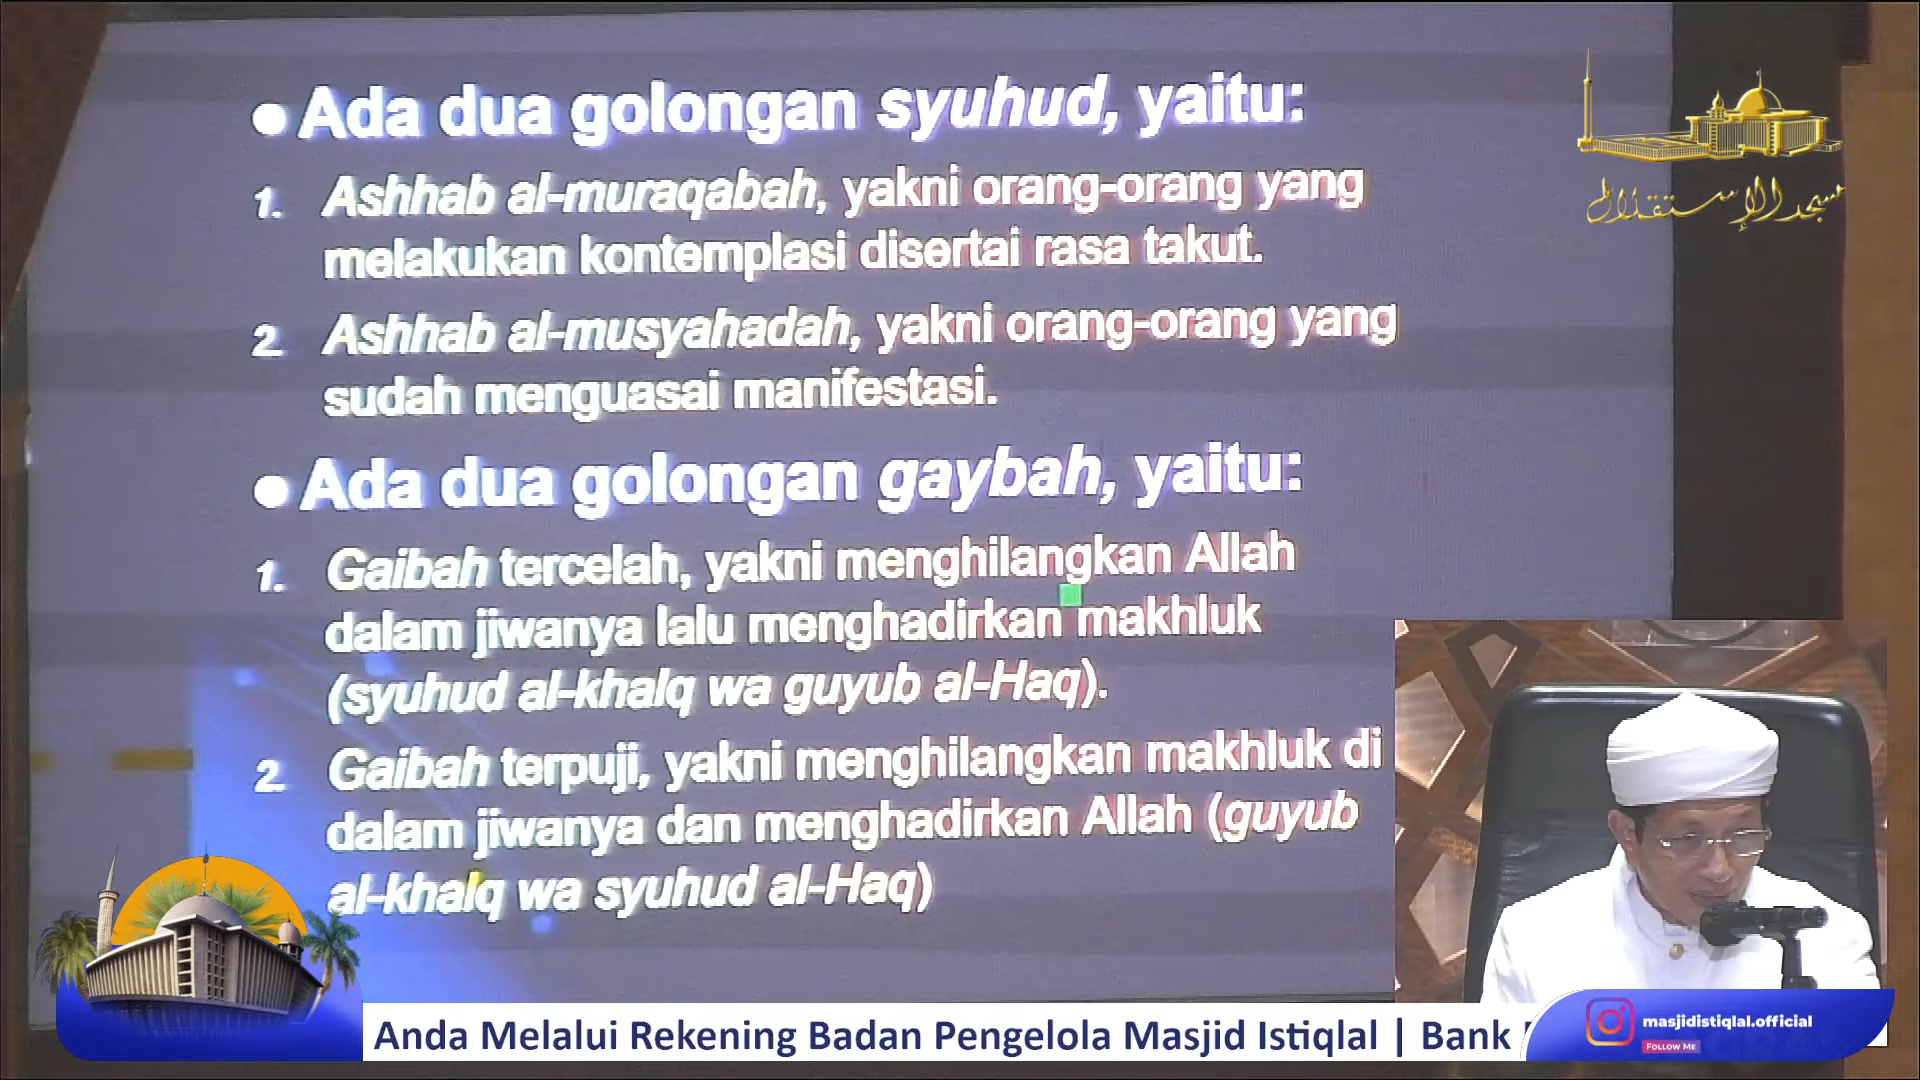 ● Ada dua golongan syuhud, yaitu:
1. Ashhab al-muraqabah, yakni orang-orang yang
melakukan kontemplasi disertai rasa takut.
2. Ashhab al-musyahadah, yakni orang-orang yang
sudah menguasai manifestasi.
● Ada dua golongan gaybah, yaitu:
1. Gaibah tercelah, yakni menghilangkan Allah
dalam jiwanya lalu menghadirkan makhluk
(syuhud al-khalq wa guyub al-Haq).
2. Gaibah terpuji, yakni menghilangkan makhluk di
dalam jiwanya dan menghadirkan Allah (guyub
al-khalq wa syuhud al-Haq)
مسجد الإستقلال
Anda Melalui Rekening Badan Pengelola Masjid Istiqlal | Bank
masjidistiqlal.official
FOLLOW ME